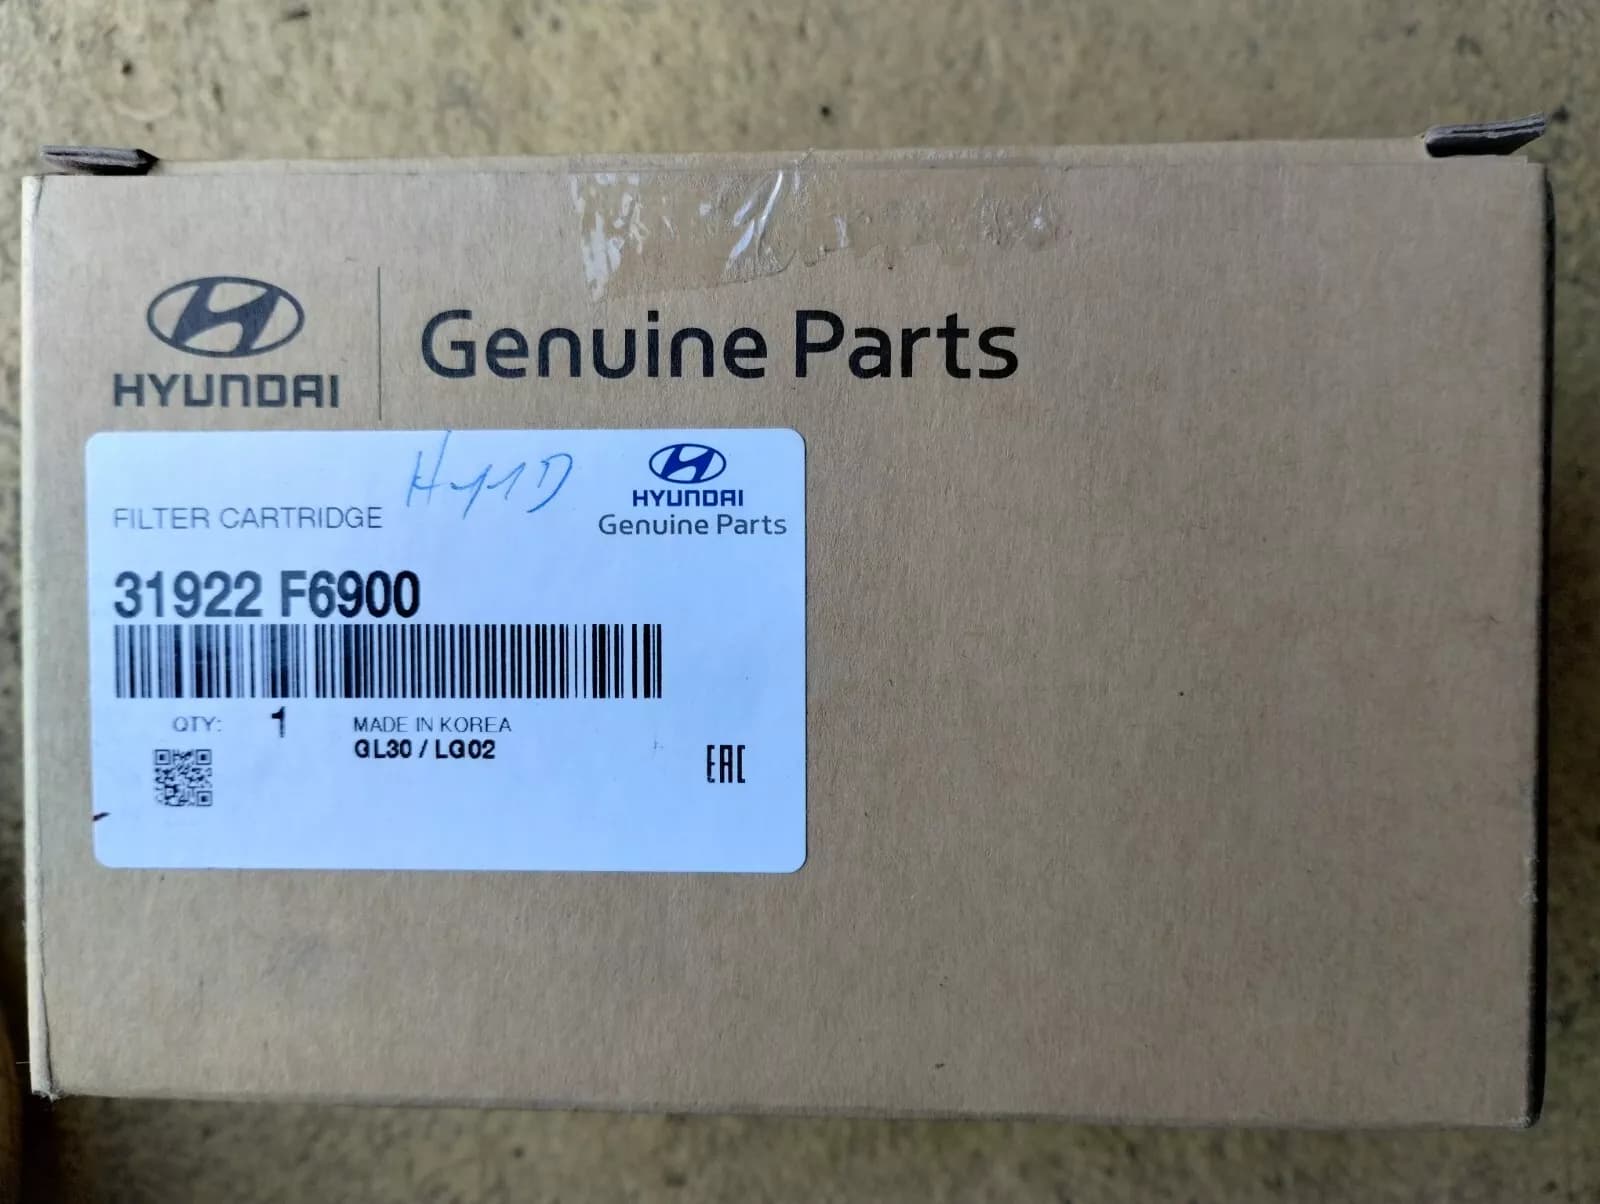 HYUNDAI
Genuine Parts
HYUNDAI
Genuine Parts
FILTER CARTRIDGE
31922 F6900
QTY: 1
MADE IN KOREA
GL30 / LG02
EAC